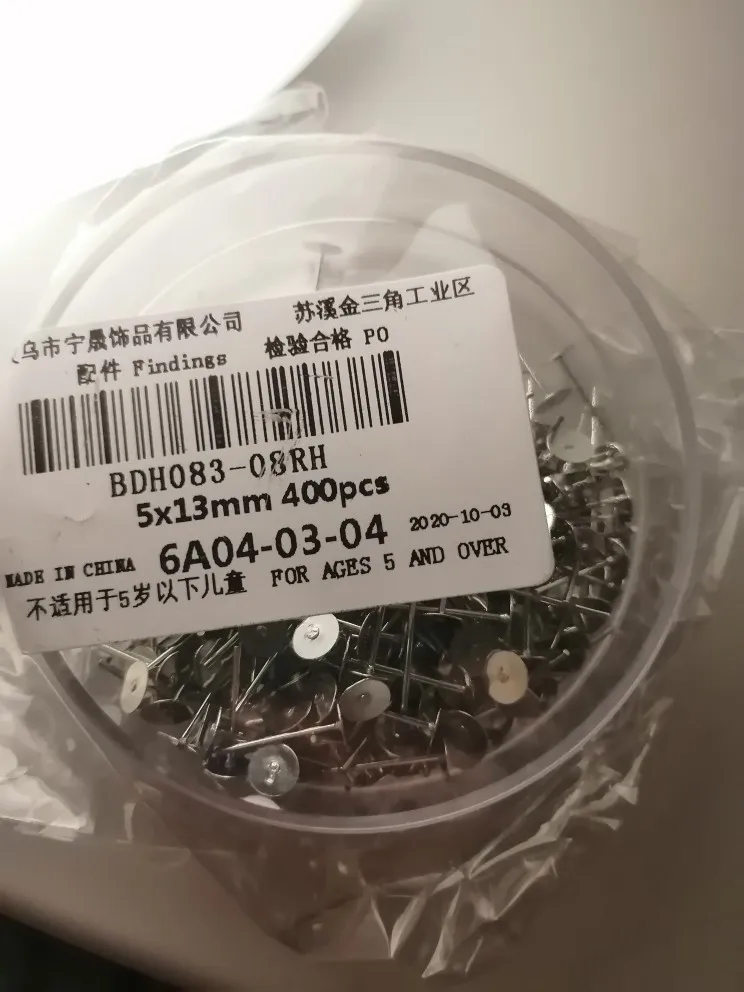 乌市宁晟饰品有限公司 苏溪金三角工业区
配件 Findings 检验合格 PO
BDH083-08RH
5x13mm 400pcs
6A04-03-04 2020-10-03
MADE IN CHINA
不适用于5岁以下儿童 FOR AGES 5 AND OVER